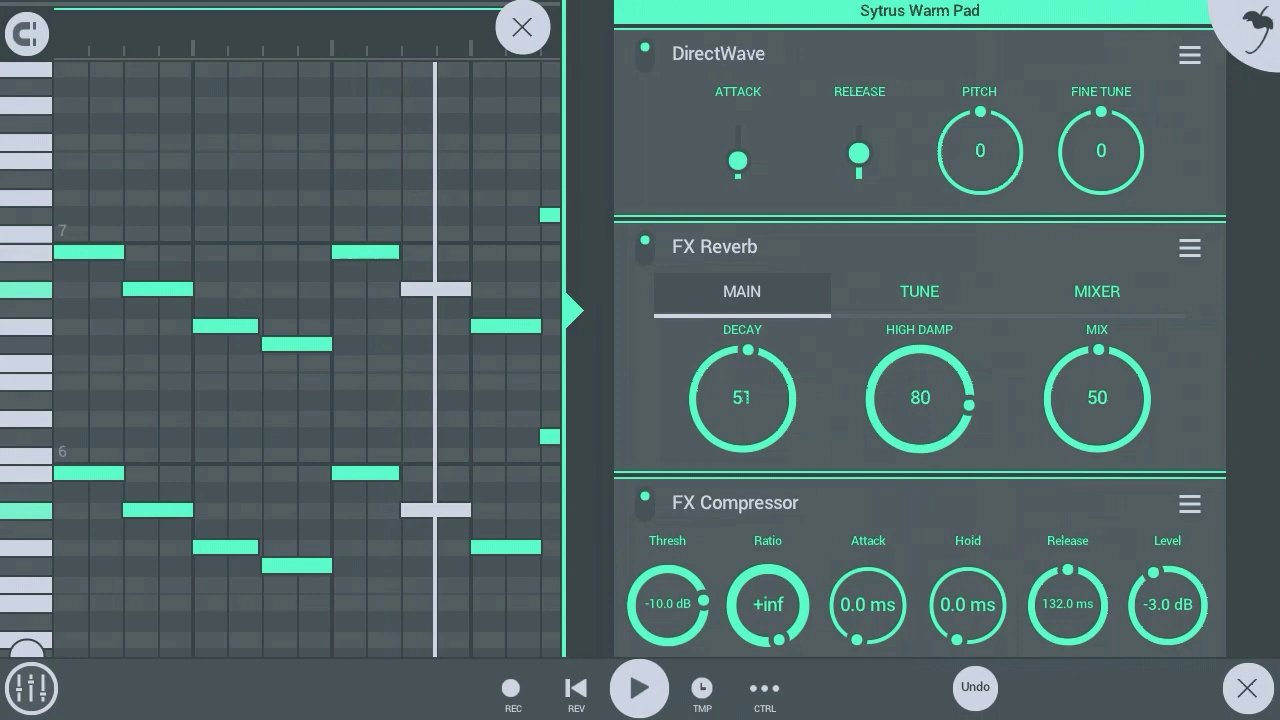 Sytrus Warm Pad
DirectWave
ATTACK RELEASE PITCH FINE TUNE
0 0
7
FX Reverb
MAIN TUNE MIXER
DECAY HIGH DAMP MIX
51 80 50
6
FX Compressor
Thresh Ratio Attack Hold Release Level
-10.0 dB +inf 0.0 ms 0.0 ms 132.0 ms -3.0 dB
Undo
REC REV TMP CTRL